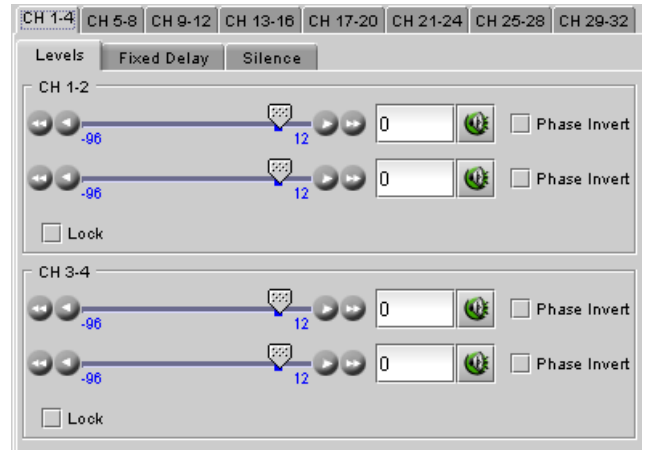 CH 1-4 CH 5-8 CH 9-12 CH 13-16 CH 17-20 CH 21-24 CH 25-28 CH 29-32
Levels Fixed Delay Silence
CH 1-2
0 Phase Invert
-96 12
0 Phase Invert
-96 12
Lock
CH 3-4
0 Phase Invert
-96 12
0 Phase Invert
-96 12
Lock